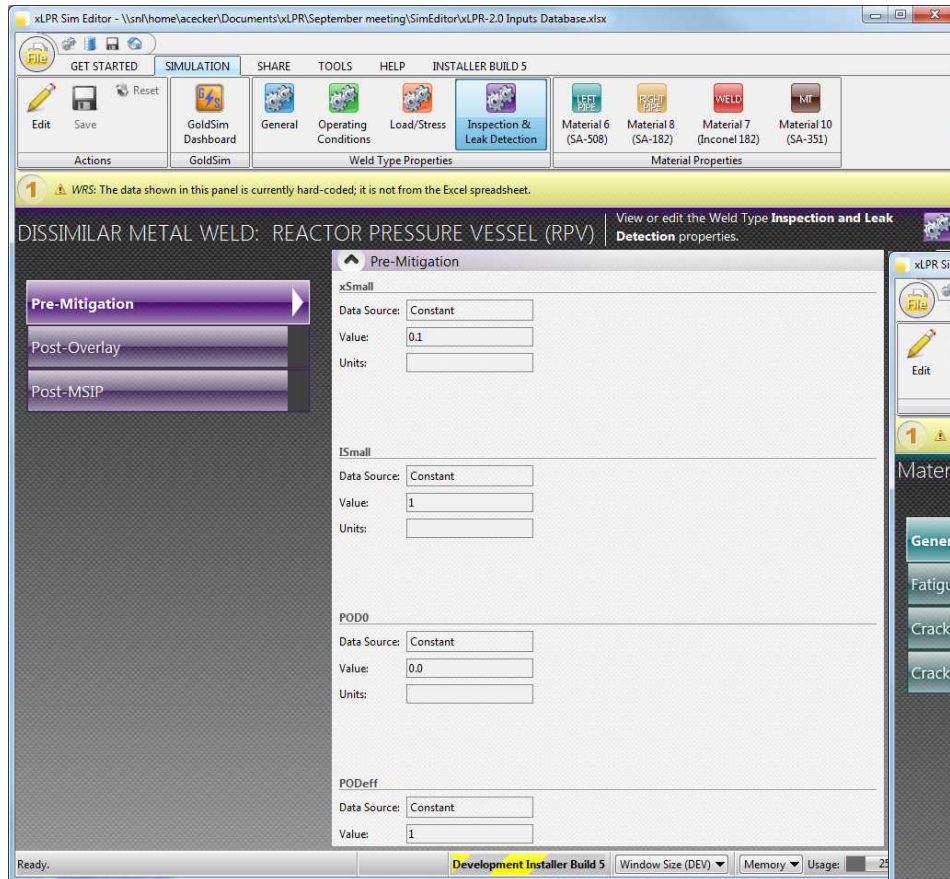 xLPR Sim Editor - \\snl\home\acecker\Documents\xLPR\September meeting\SimEditor\xLPR-2.0 Inputs Database.xlsx
File
GET STARTED SIMULATION SHARE TOOLS HELP INSTALLER BUILD 5
Edit Save Reset
GoldSim Dashboard
General
Operating Conditions
Load/Stress
Inspection & Leak Detection
LEFT PIPE
Material 6 (SA-508)
RIGHT PIPE
Material 8 (SA-182)
WELD
Material 7 (Inconel 182)
MT
Material 10 (SA-351)
Actions GoldSim Weld Type Properties Material Properties
1 WRS: The data shown in this panel is currently hard-coded; it is not from the Excel spreadsheet.
DISSIMILAR METAL WELD: REACTOR PRESSURE VESSEL (RPV)
View or edit the Weld Type Inspection and Leak
Detection properties.
Pre-Mitigation
Post-Overlay
Post-MSIP
Pre-Mitigation
xSmall
Data Source: Constant
Value: 0.1
Units:
ISmall
Data Source: Constant
Value: 1
Units:
POD0
Data Source: Constant
Value: 0.0
Units:
PODeff
Data Source: Constant
Value: 1
Ready. Development Installer Build 5 Window Size (DEV) Memory Usage: 25
xLPR Si
File
Edit
1
Mater
Gener
Fatigu
Crack
Crack